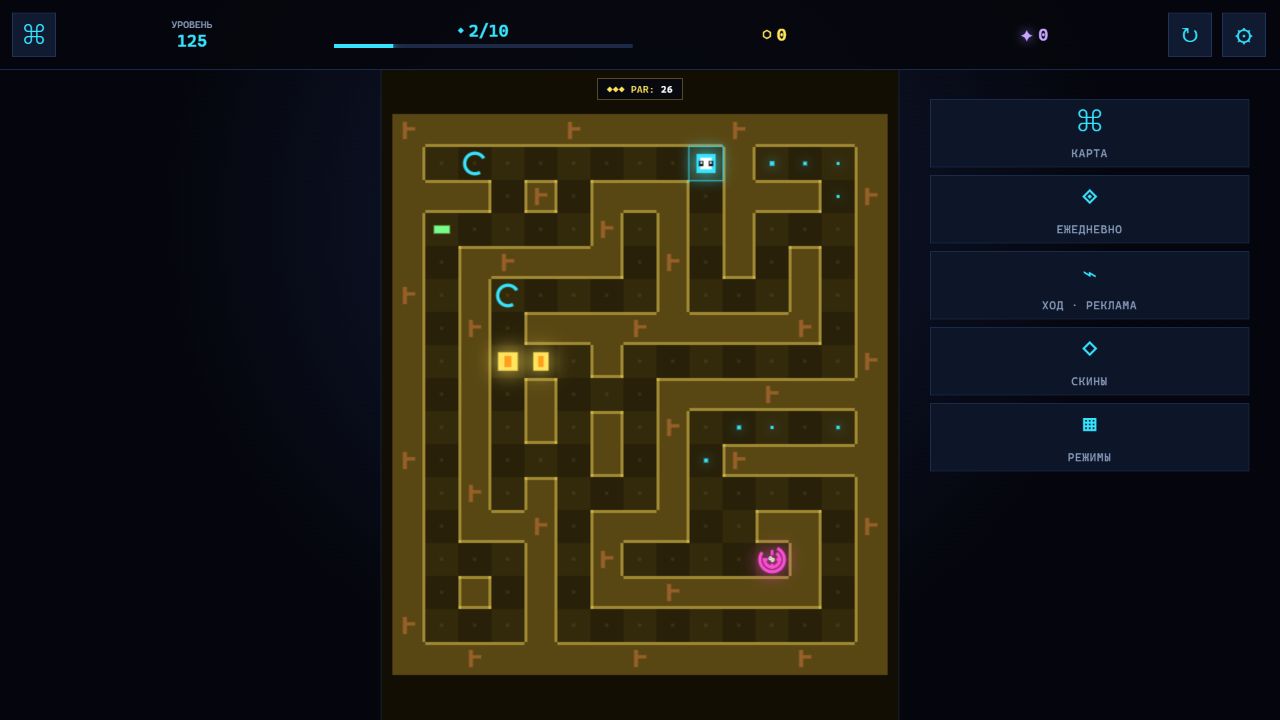 УРОВЕНЬ
125
2/10
0
0
PAR: 26
КАРТА
ЕЖЕДНЕВНО
ХОД · РЕКЛАМА
СКИНЫ
РЕЖИМЫ